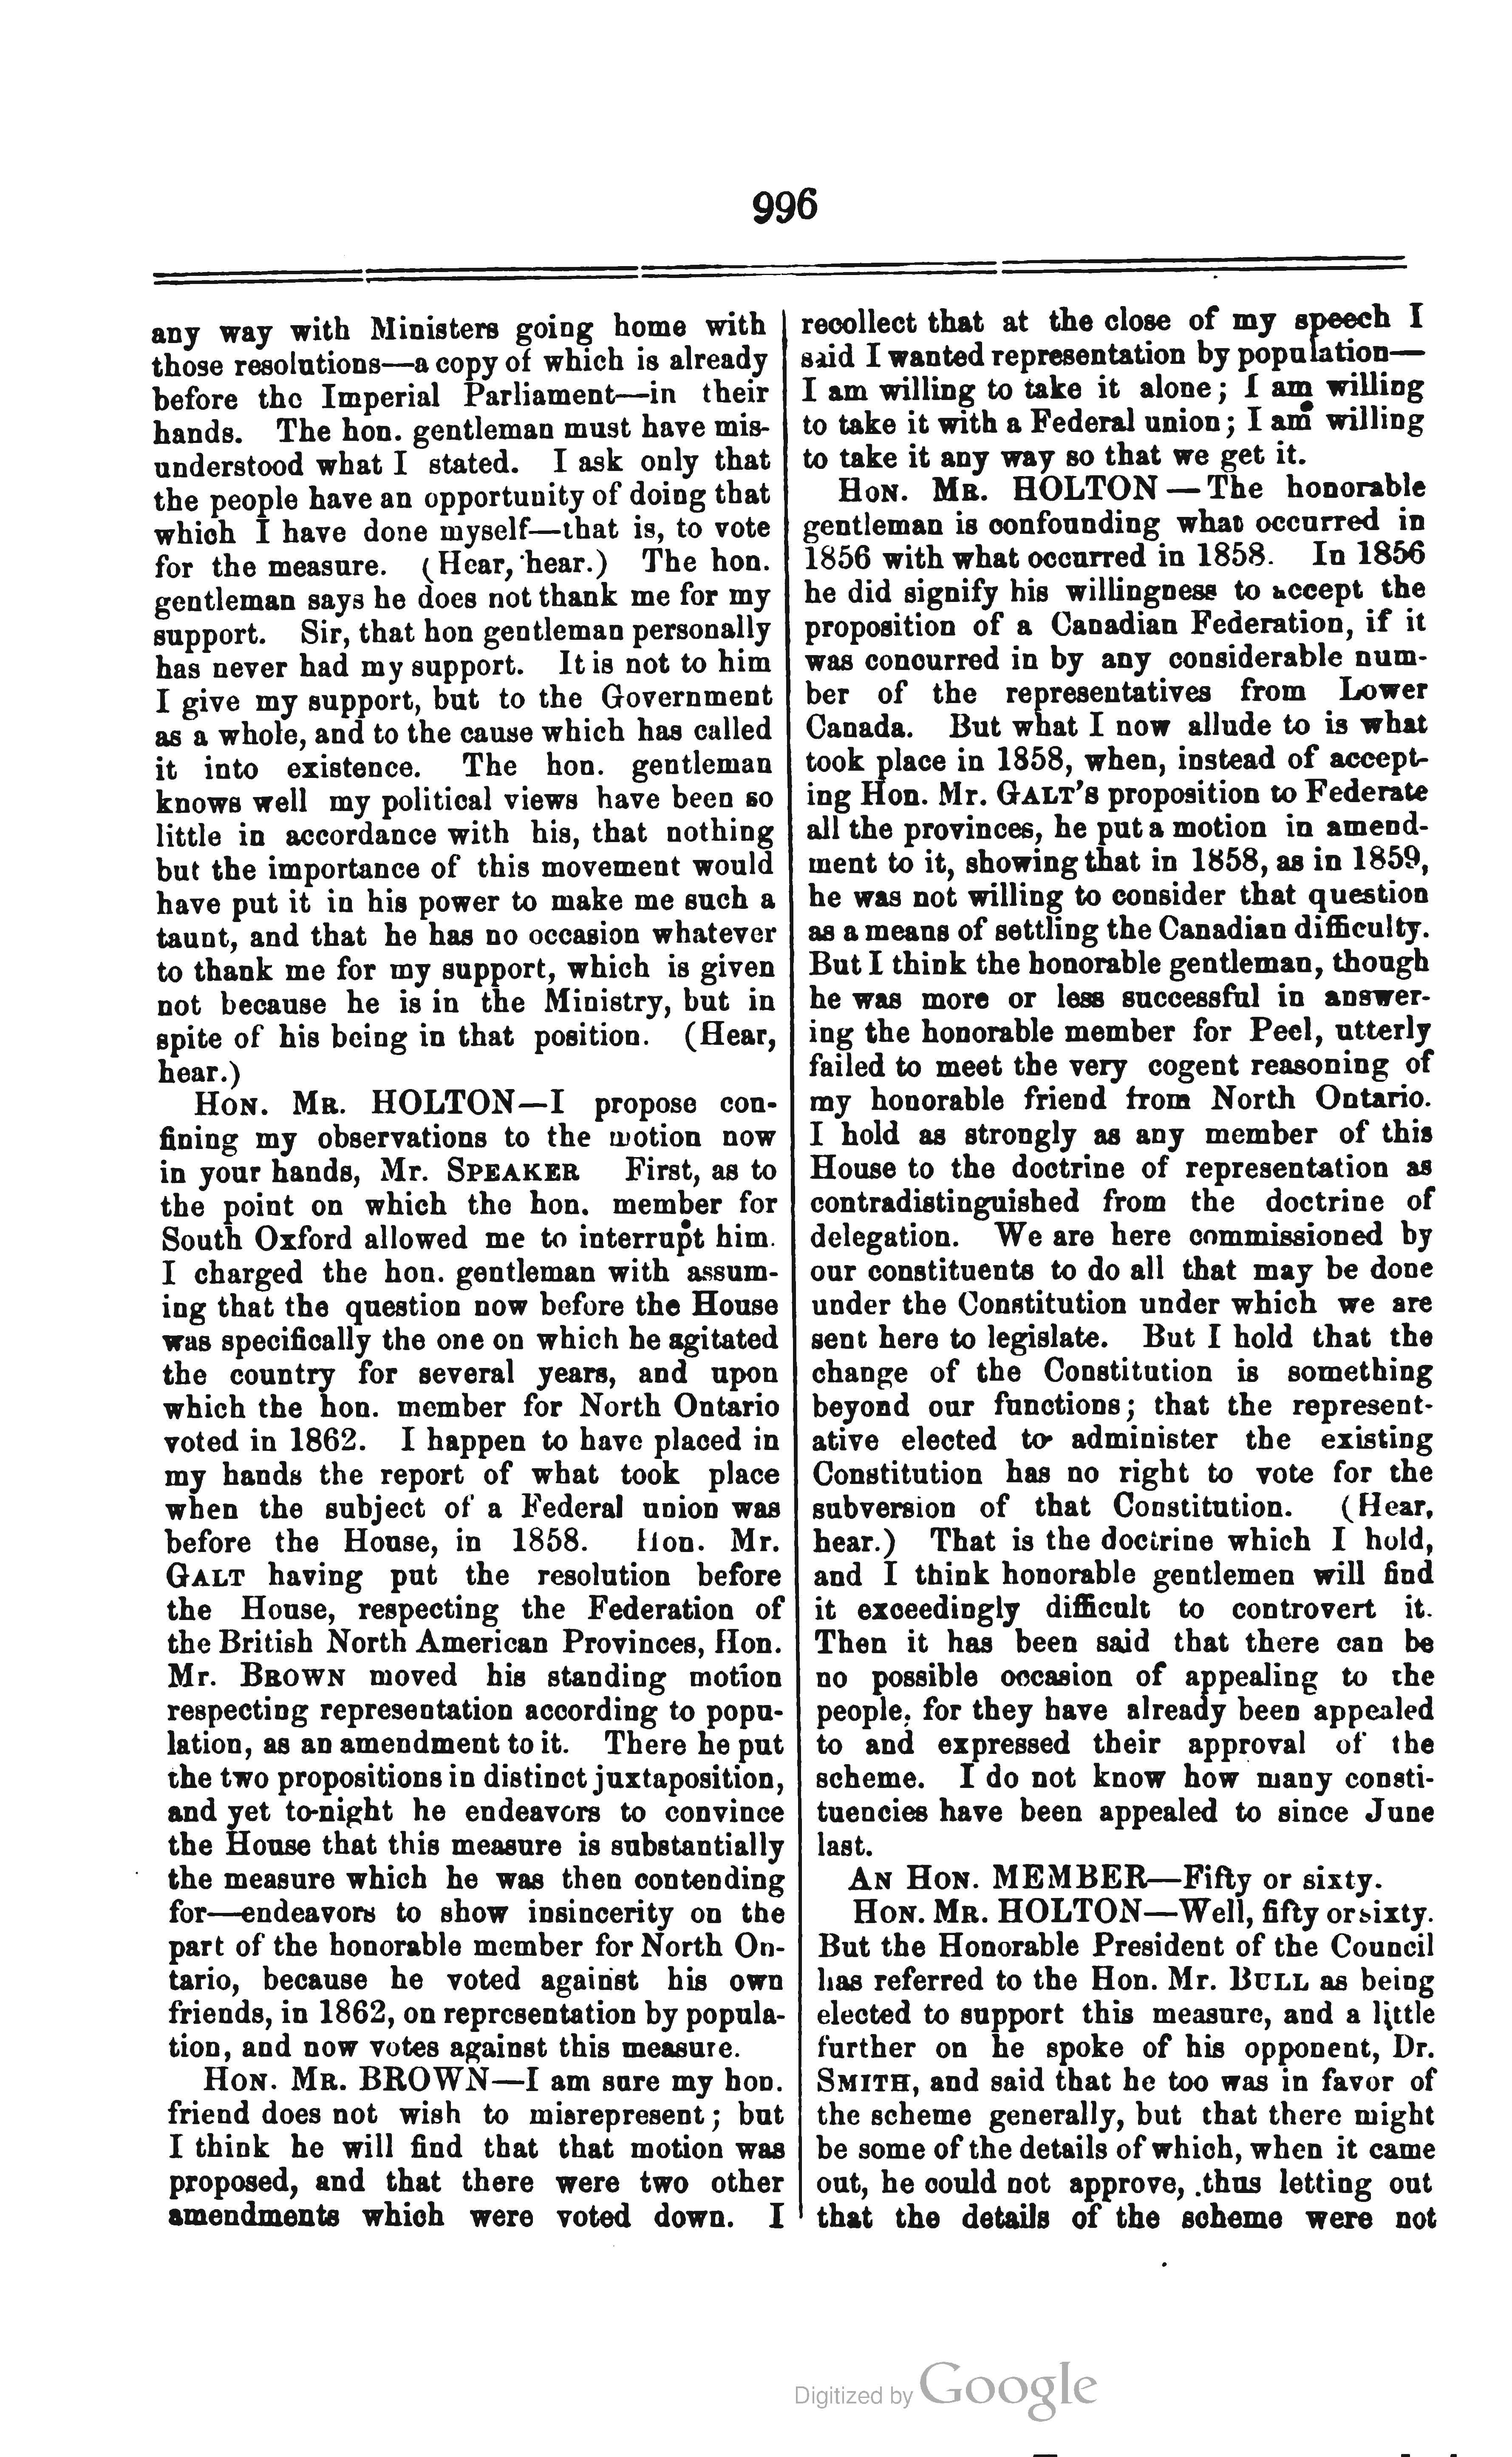 996
any way with Ministers going home with
those resolutions—a copy of which is already
before the Imperial Parliament—in their
hands. The hon. gentleman must have mis-
understood what I stated. I ask only that
the people have an opportunity of doing that
which I have done myself—that is, to vote
for the measure. (Hear, hear.) The hon.
gentleman says he does not thank me for my
support. Sir, that hon gentleman personally
has never had my support. It is not to him
I give my support, but to the Government
as a whole, and to the cause which has called
it into existence. The hon. gentleman
knows well my political views have been so
little in accordance with his, that nothing
but the importance of this movement would
have put it in his power to make me such a
taunt, and that he has no occasion whatever
to thank me for my support, which is given
not because he is in the Ministry, but in
spite of his being in that position. (Hear,
hear.)
HON. MR. HOLTON—I propose con-
fining my observations to the motion now
in your hands, Mr. SPEAKER First, as to
the point on which the hon. member for
South Oxford allowed me to interrupt him.
I charged the hon. gentleman with assum-
ing that the question now before the House
was specifically the one on which he agitated
the country for several years, and upon
which the hon. member for North Ontario
voted in 1862. I happen to have placed in
my hands the report of what took place
when the subject of a Federal union was
before the House, in 1858. Hon. Mr.
GALT having put the resolution before
the House, respecting the Federation of
the British North American Provinces, Hon.
Mr. BROWN moved his standing motion
respecting representation according to popu-
lation, as an amendment to it. There he put
the two propositions in distinct juxtaposition,
and yet to-night he endeavors to convince
the House that this measure is substantially
the measure which he was then contending
for—endeavors to show insincerity on the
part of the honorable member for North On-
tario, because he voted against his own
friends, in 1862, on representation by popula-
tion, and now votes against this measure.
HON. MR. BROWN—I am sure my hon.
friend does not wish to misrepresent; but
I think he will find that that motion was
proposed, and that there were two other
amendments which were voted down. I
recollect that at the close of my speech I
said I wanted representation by population—
I am willing to take it alone; I am willing
to take it with a Federal union; I am willing
to take it any way so that we get it.
HON. MR. HOLTON—The honorable
gentleman is confounding what occurred in
1856 with what occurred in 1858. In 1856
he did signify his willingness to accept the
proposition of a Canadian Federation, if it
was concurred in by any considerable num-
ber of the representatives from Lower
Canada. But what I now allude to is what
took place in 1858, when, instead of accept-
ing Hon. Mr. GALT'S proposition to Federate
all the provinces, he put a motion in amend-
ment to it, showing that in 1858, as in 1859,
he was not willing to consider that question
as a means of settling the Canadian difficulty.
But I think the honorable gentleman, though
he was more or less successful in answer-
ing the honorable member for Peel, utterly
failed to meet the very cogent reasoning of
my honorable friend from North Ontario.
I hold as strongly as any member of this
House to the doctrine of representation as
contradistinguished from the doctrine of
delegation. We are here commissioned by
our constituents to do all that may be done
under the Constitution under which we are
sent here to legislate. But I hold that the
change of the Constitution is something
beyond our functions; that the represent-
ative elected to administer the existing
Constitution has no right to vote for the
subversion of that Constitution. (Hear,
hear.) That is the doctrine which I hold,
and I think honorable gentlemen will find
it exceedingly difficult to controvert it.
Then it has been said that there can be
no possible occasion of appealing to the
people, for they have already been appealed
to and expressed their approval of the
scheme. I do not know how many consti-
tuencies have been appealed to since June
last.
AN HON. MEMBER—Fifty or sixty.
HON. MR. HOLTON—Well, fifty or sixty.
But the Honorable President of the Council
has referred to the Hon. Mr. BULL as being
elected to support this measure, and a little
further on he spoke of his opponent, Dr.
SMITH, and said that he too was in favor of
the scheme generally, but that there might
be some of the details of which, when it came
out, he could not approve, thus letting out
that the details of the scheme were not
Digitized by Google